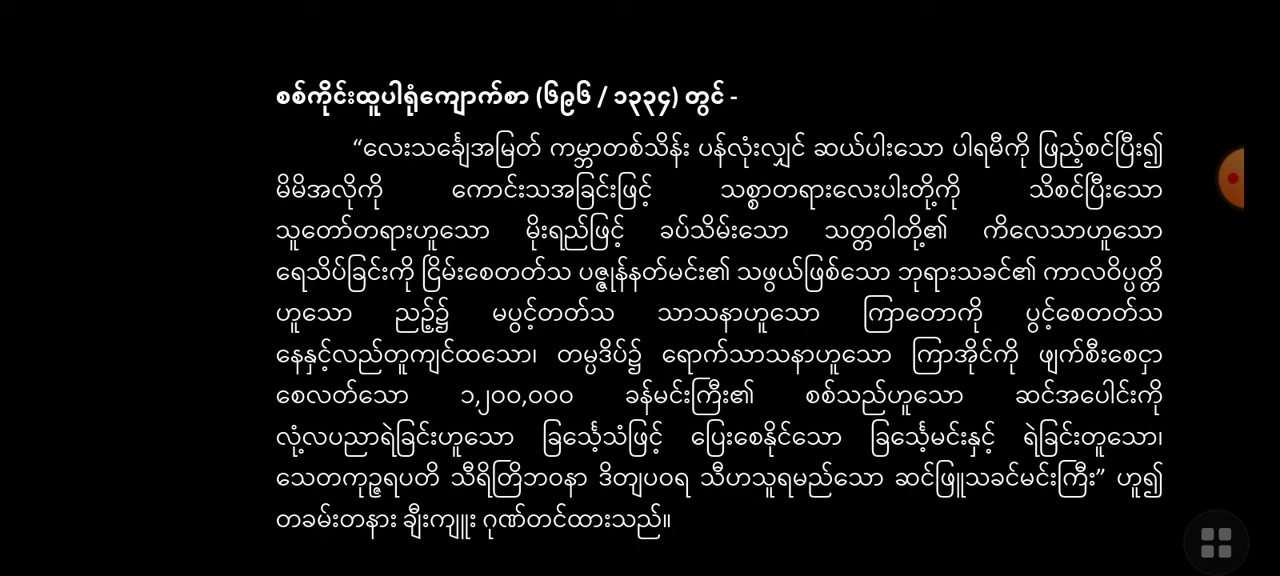 စစ်ကိုင်းထူပါရုံကျောက်စာ (၆၉၆ / ၁၃၃၄) တွင် -
“လေးသင်္ချေအမြတ် ကမ္ဘာတစ်သိန်း ပန်လုံးလျှင် ဆယ်ပါးသော ပါရမီကို ဖြည့်စင်ပြီး၍
မိမိအလိုကို ကောင်းသအခြင်းဖြင့် သစ္စာတရားလေးပါးတို့ကို သိစင်ပြီးသော
သူတော်တရားဟူသော မိုးရည်ဖြင့် ခပ်သိမ်းသော သတ္တဝါတို့၏ ကိလေသာဟူသော
ရေသိပ်ခြင်းကို ငြိမ်းစေတတ်သ ပဇ္ဇုန်နတ်မင်း၏ သဖွယ်ဖြစ်သော ဘုရားသခင်၏ ကာလဝိပ္ပတ္တိ
ဟူသော ညဉ့်၌ မပွင့်တတ်သ သာသနာဟူသော ကြာတောကို ပွင့်စေတတ်သ
နေနှင့်လည်တူကျင်ထသော၊ တမ္ပဒိပ်၌ ရောက်သာသနာဟူသော ကြာအိုင်ကို ဖျက်စီးစေငှာ
စေလတ်သော ၁,၂၀၀,၀၀၀ ခန်မင်းကြီး၏ စစ်သည်ဟူသော ဆင်အပေါင်းကို
လုံ့လပညာရဲခြင်းဟူသော ခြင်္သေ့သံဖြင့် ပြေးစေနိုင်သော ခြင်္သေ့မင်းနှင့် ရဲခြင်းတူသော၊
သေတကုဉ္ဇရပတိ သီရိတြိဘဝနာ ဒိတျပဝရ သီဟသူရမည်သော ဆင်ဖြူသခင်မင်းကြီး” ဟူ၍
တခမ်းတနား ချီးကျူး ဂုဏ်တင်ထားသည်။